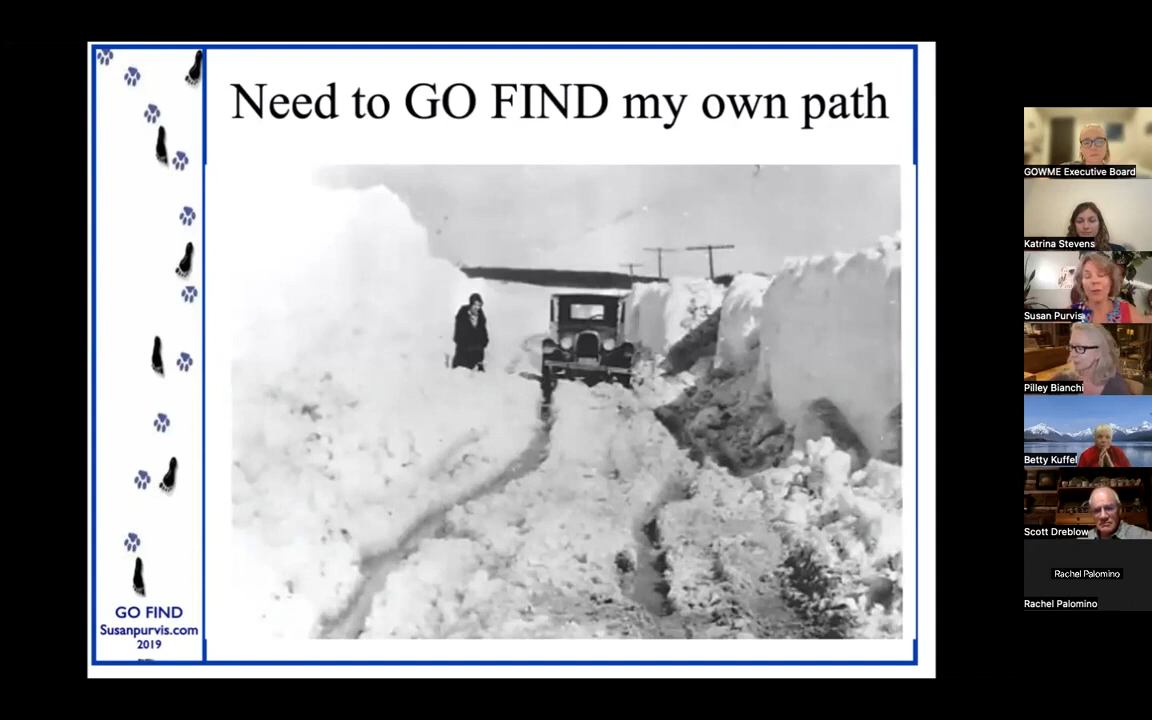 Need to GO FIND my own path
GO FIND
Susanpurvis.com
2019
GOWME Executive Board
Katrina Stevens
Susan Purvis
Pilley Bianchi
Betty Kuffel
Scott Dreblow
Rachel Palomino
Rachel Palomino